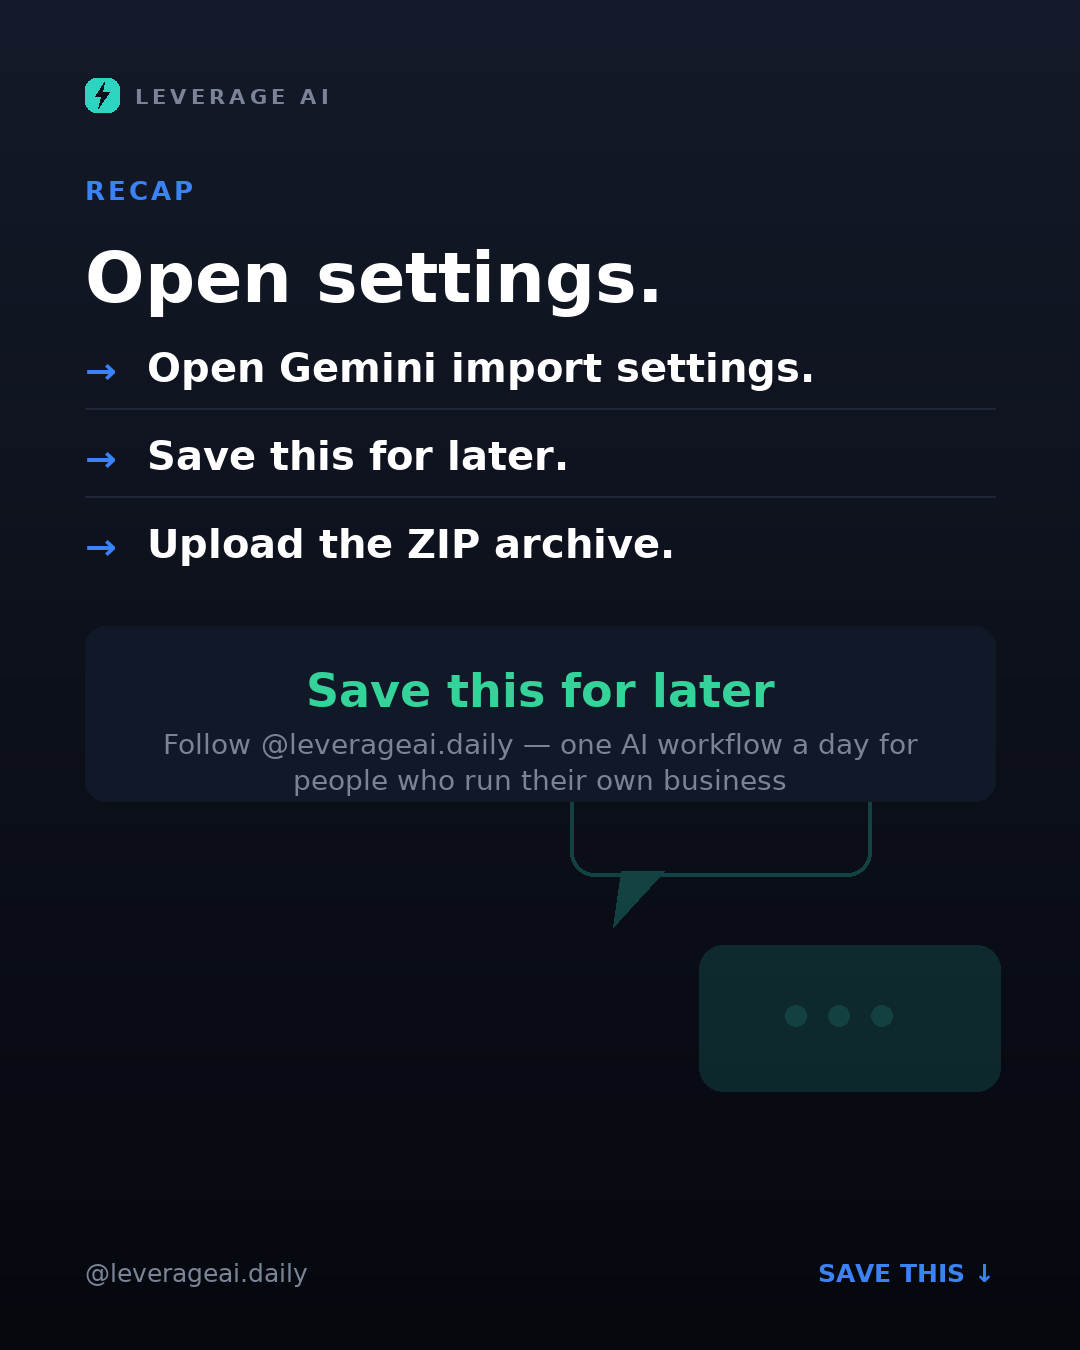 LEVERAGE AI
RECAP
Open settings.
→ Open Gemini import settings.
→ Save this for later.
→ Upload the ZIP archive.
Save this for later
Follow @leverageai.daily — one AI workflow a day for
people who run their own business
@leverageai.daily
SAVE THIS ↓